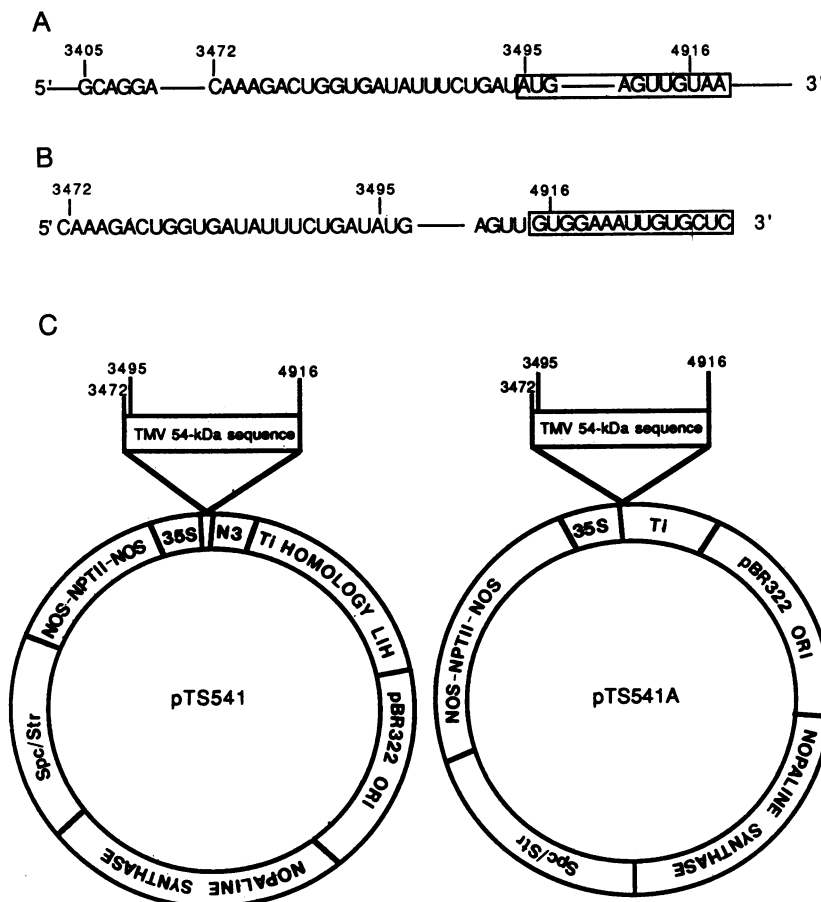 A
3405 3472 3495 4916
5' GCAGGA CAAAGACUGGUGAUAUUUCUGAUAUG AGUUGUAA 3'
B
3472 3495 4916
5' CAAAGACUGGUGAUAUUUCUGAUAUG AGUU GUGGAAAUUGUGCUC 3'
C
3495 4916
3472
TMV 54-kDa sequence
NOS-NPTII-NOS 35S N3 Ti HOMOLOGY LIH
pBR322 ORI
NOPALINE SYNTHASE
Spc/Str
pTS541
3495 4916
3472
TMV 54-kDa sequence
NOS-NPTII-NOS 35S Ti
pBR322 ORI
NOPALINE SYNTHASE
Spc/Str
pTS541A